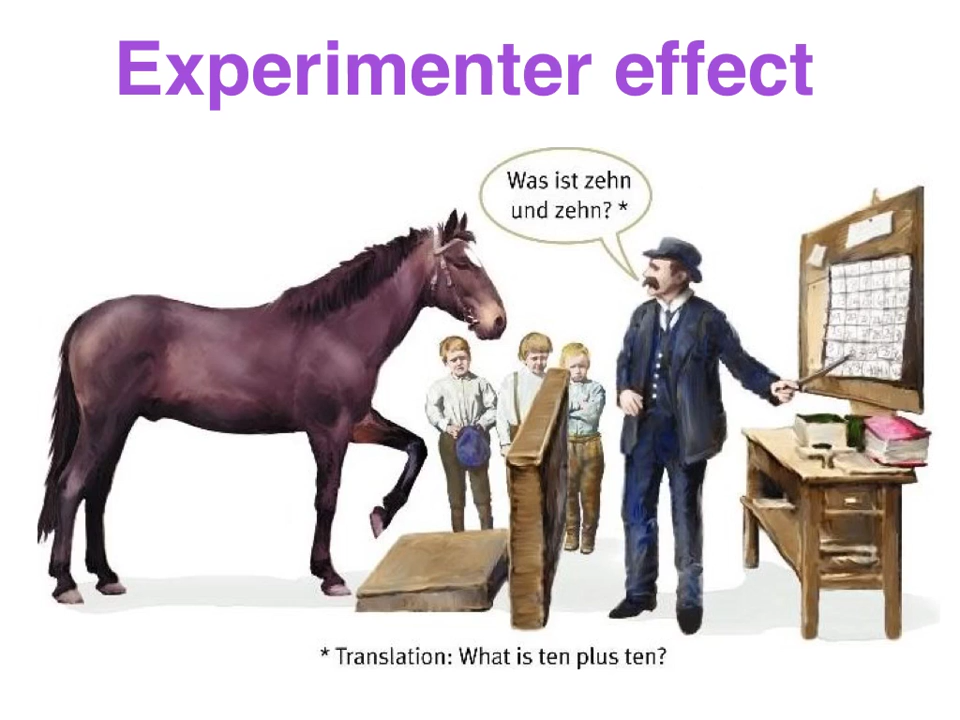 Experimenter effect
Was ist zehn
und zehn? *
* Translation: What is ten plus ten?